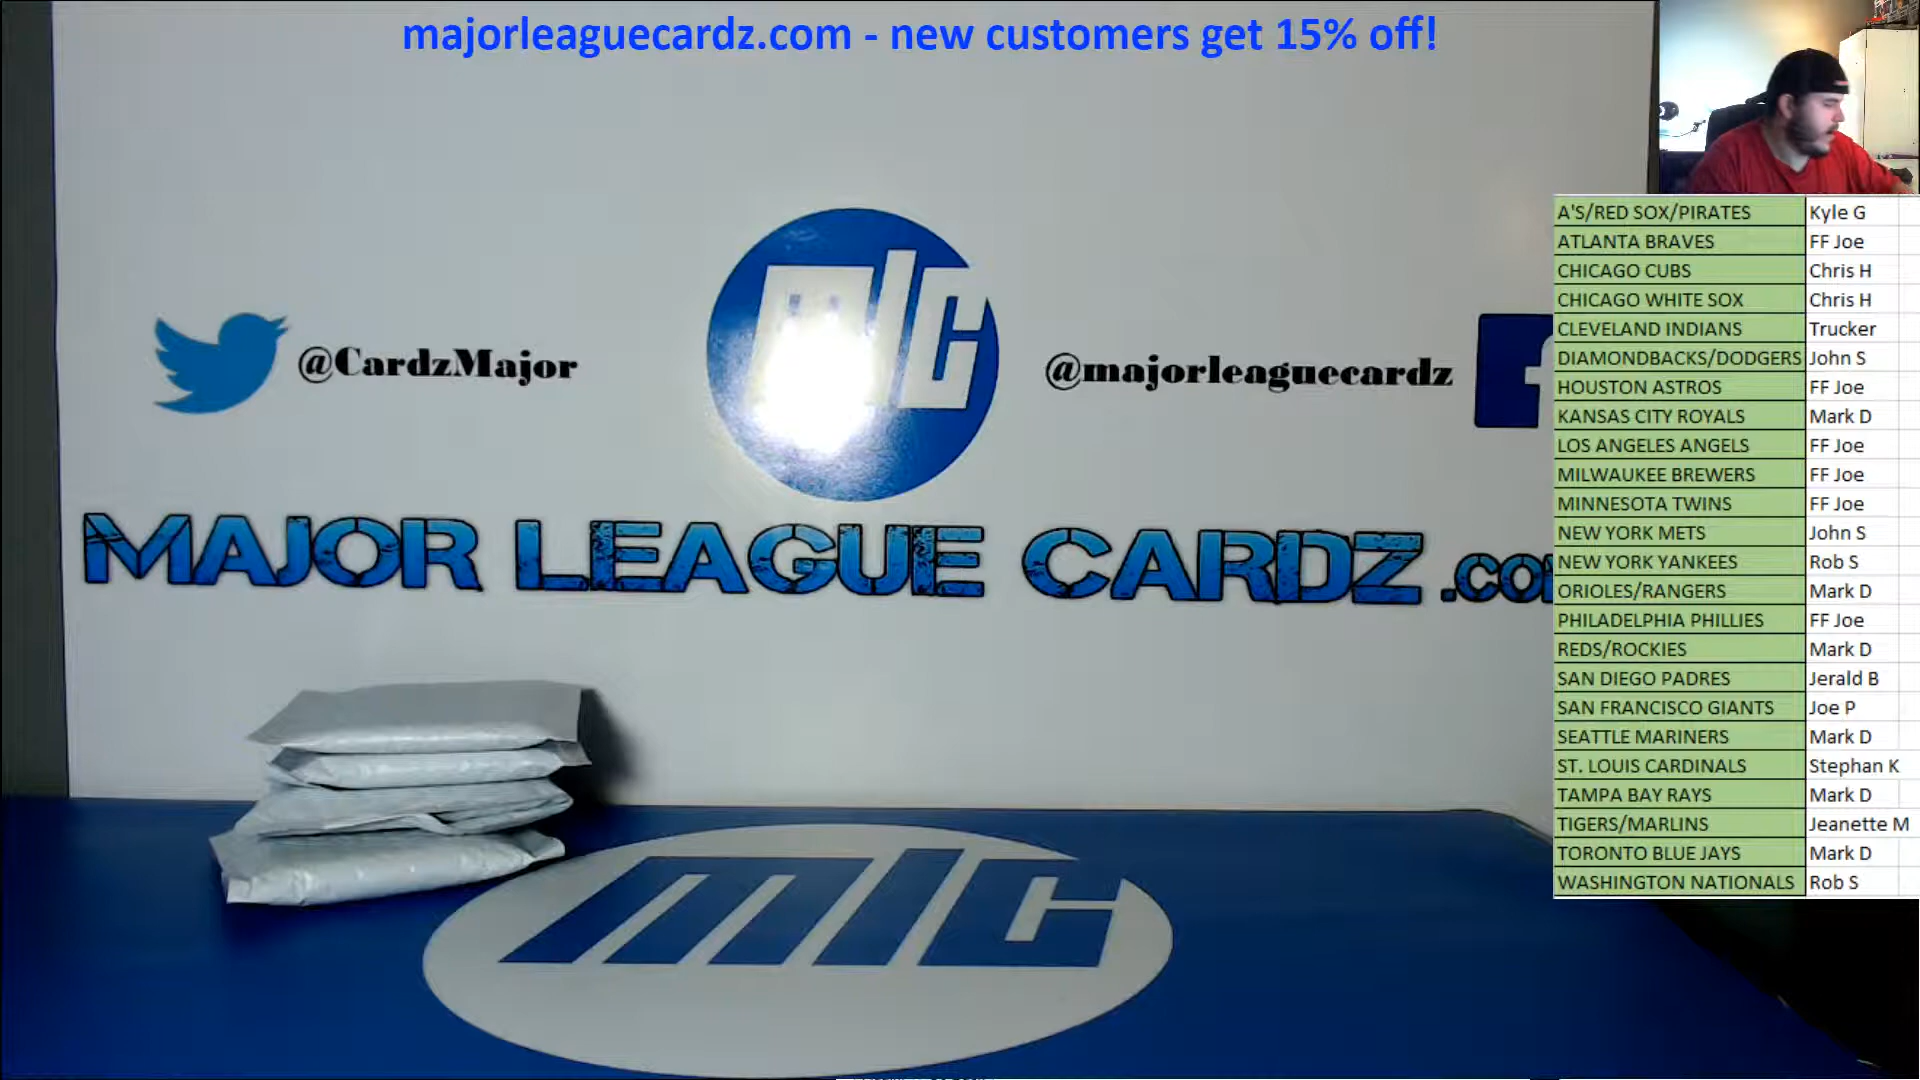 majorleaguecardz.com - new customers get 15% off!
@CardzMajor
mlc
@majorleaguecardz
MAJOR LEAGUE CARDZ .co
mlc
A'S/RED SOX/PIRATES Kyle G
ATLANTA BRAVES FF Joe
CHICAGO CUBS Chris H
CHICAGO WHITE SOX Chris H
CLEVELAND INDIANS Trucker
DIAMONDBACKS/DODGERS John S
HOUSTON ASTROS FF Joe
KANSAS CITY ROYALS Mark D
LOS ANGELES ANGELS FF Joe
MILWAUKEE BREWERS FF Joe
MINNESOTA TWINS FF Joe
NEW YORK METS John S
NEW YORK YANKEES Rob S
ORIOLES/RANGERS Mark D
PHILADELPHIA PHILLIES FF Joe
REDS/ROCKIES Mark D
SAN DIEGO PADRES Jerald B
SAN FRANCISCO GIANTS Joe P
SEATTLE MARINERS Mark D
ST. LOUIS CARDINALS Stephan K
TAMPA BAY RAYS Mark D
TIGERS/MARLINS Jeanette M
TORONTO BLUE JAYS Mark D
WASHINGTON NATIONALS Rob S